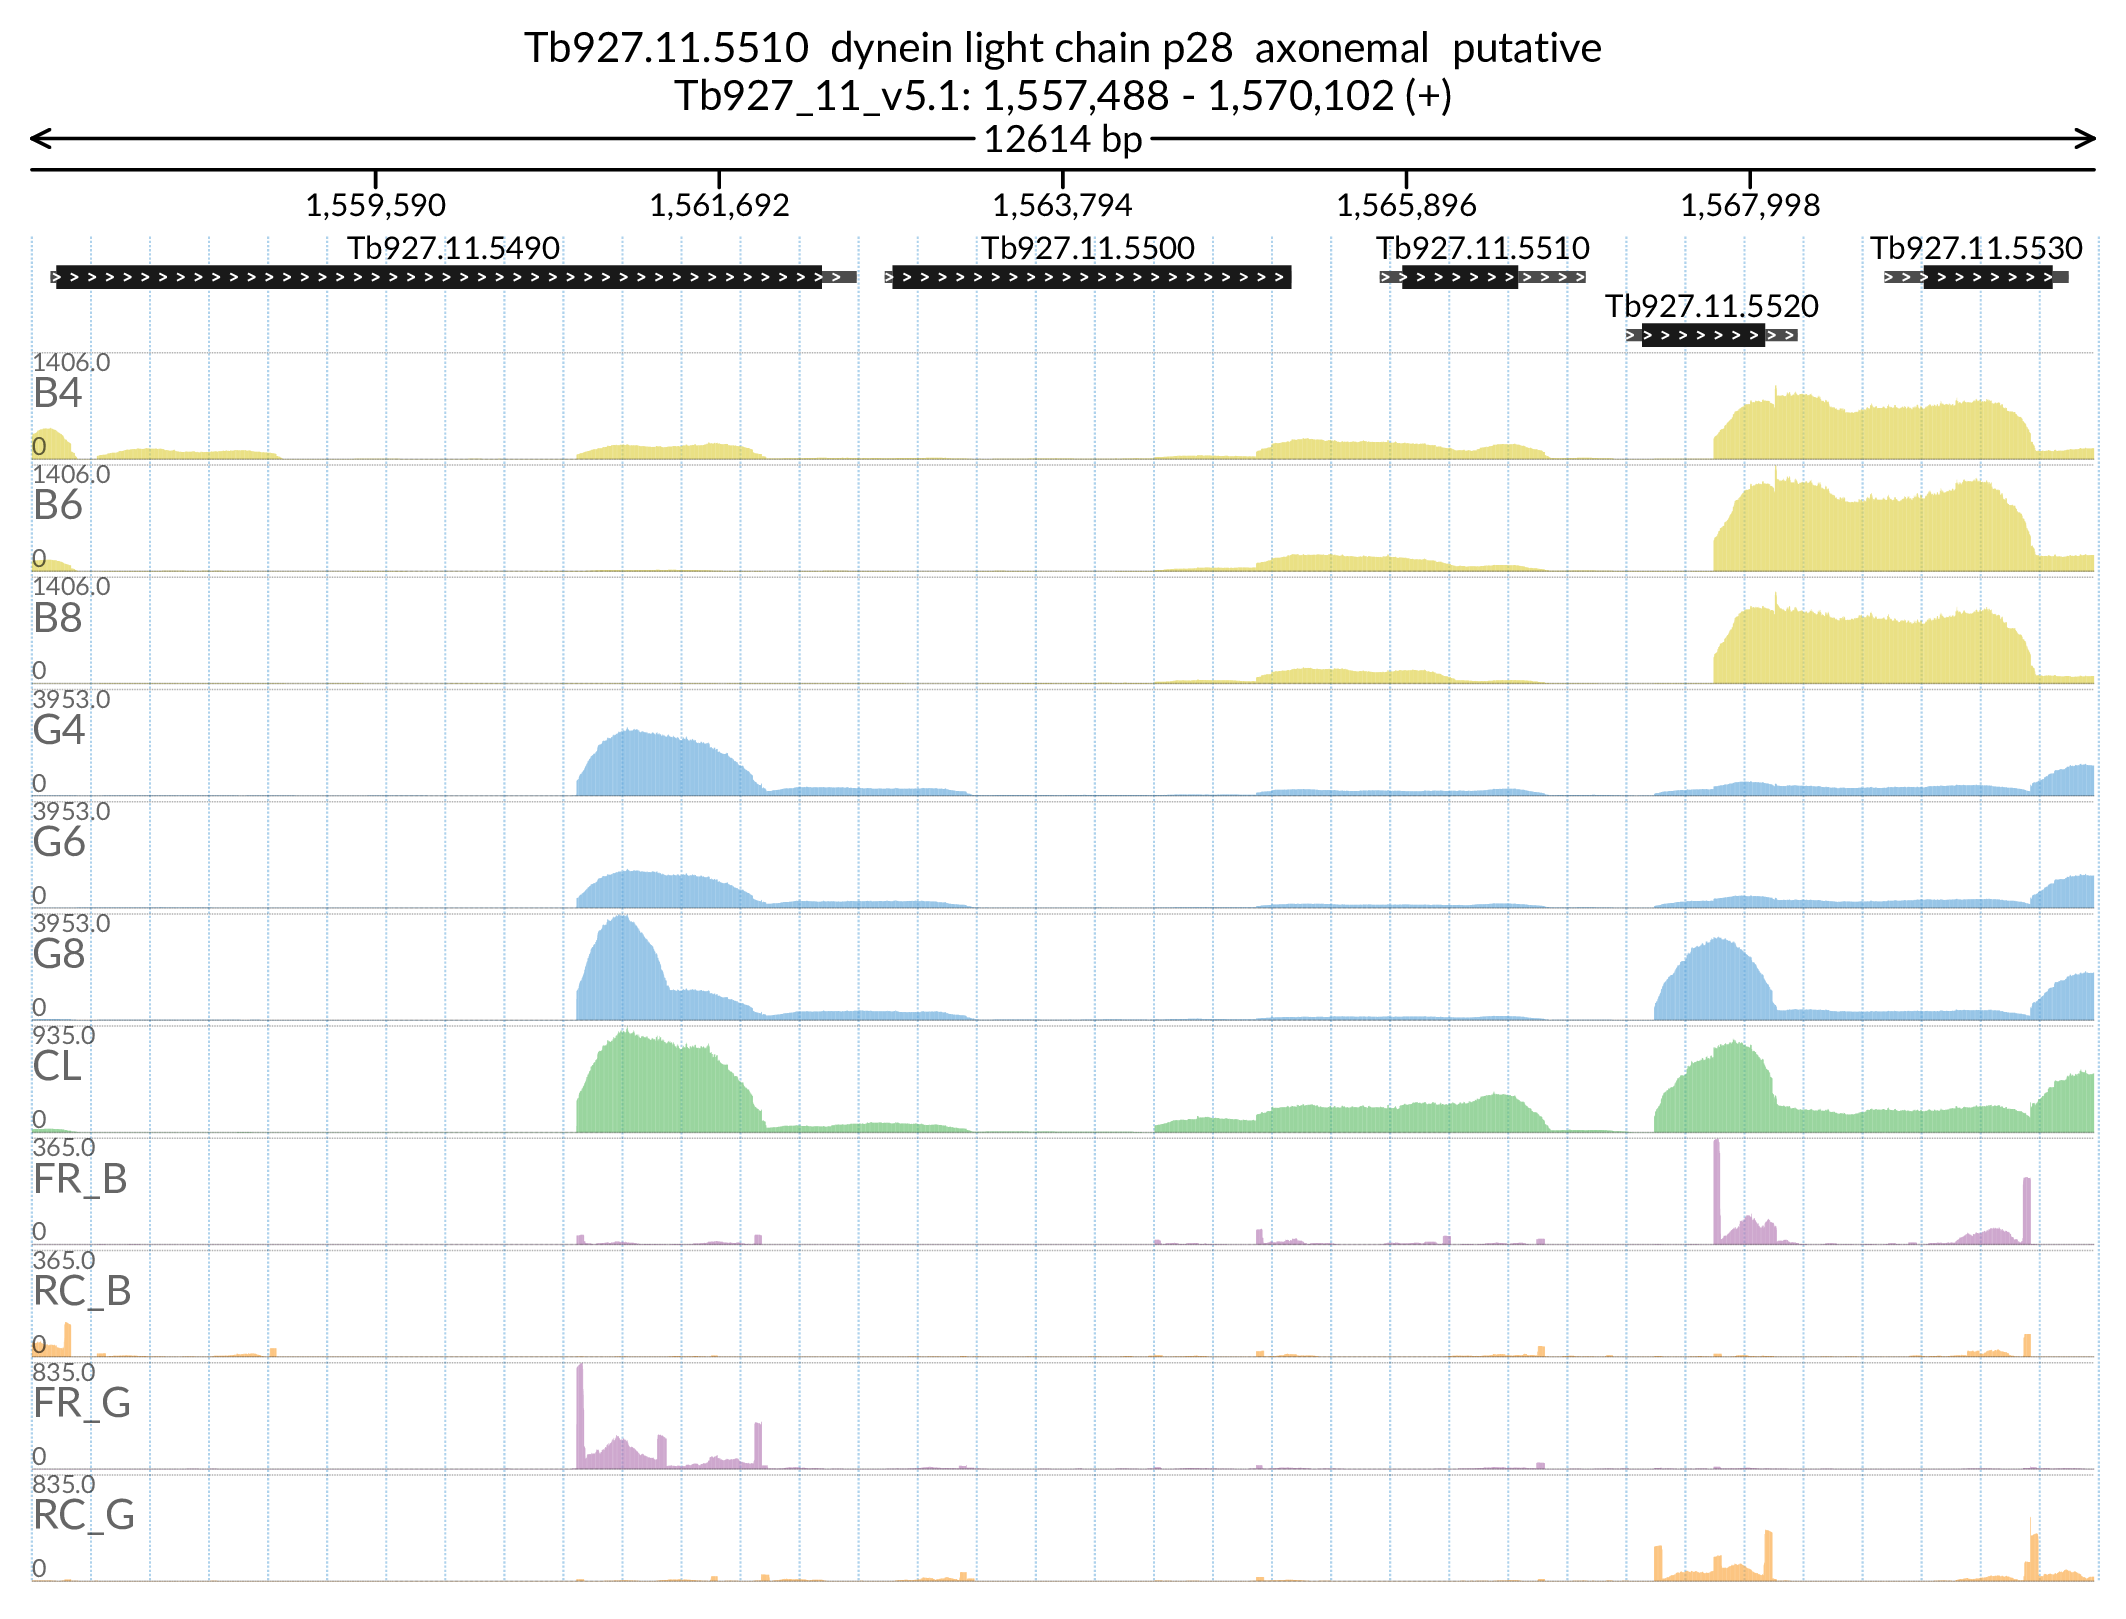 Tb927.11.5510 dynein light chain p28 axonemal putative
Tb927_11_v5.1: 1,557,488 - 1,570,102 (+)
12614 bp
1,559,590 1,561,692 1,563,794 1,565,896 1,567,998
Tb927.11.5490 Tb927.11.5500 Tb927.11.5510 Tb927.11.5530
Tb927.11.5520
1406.0
B4
0
1406.0
B6
0
1406.0
B8
0
3953.0
G4
0
3953.0
G6
0
3953.0
G8
0
935.0
CL
0
365.0
FR_B
0
365.0
RC_B
0
835.0
FR_G
0
835.0
RC_G
0